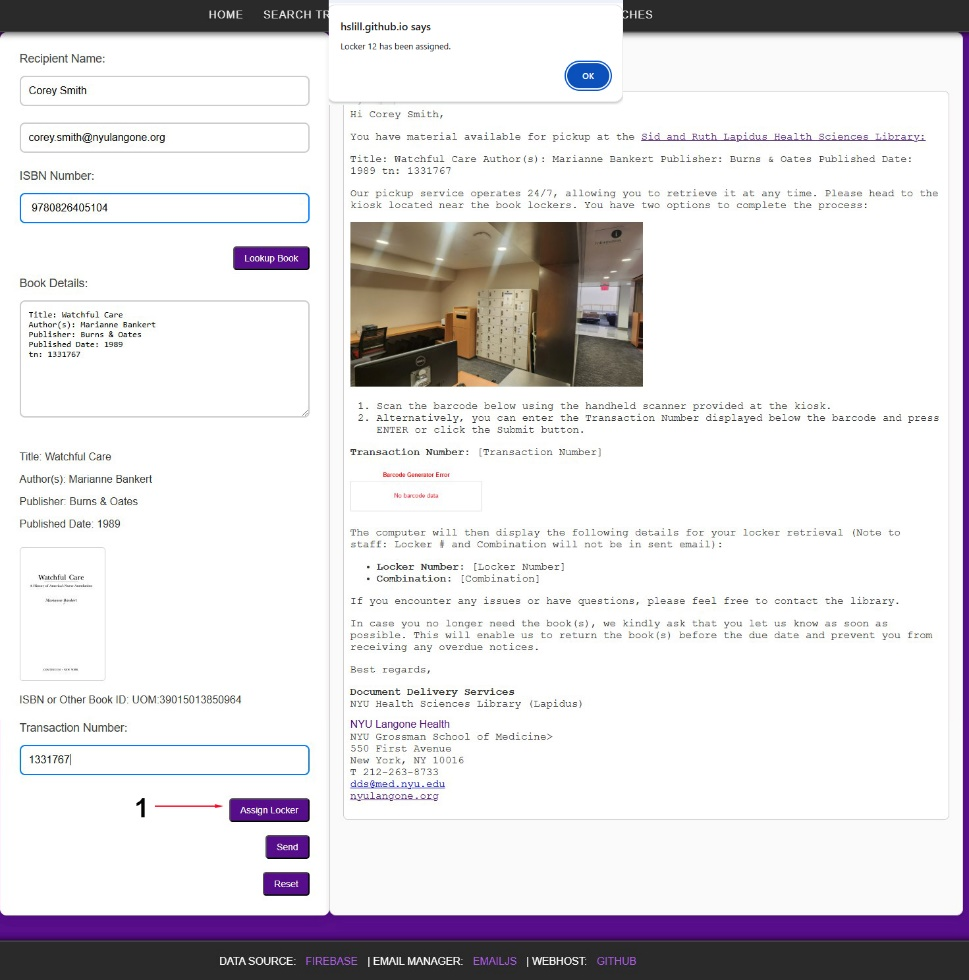 HOME SEARCH TR
CHES
hslill.github.io says
Locker 12 has been assigned.
OK
Recipient Name:
Corey Smith
corey.smith@nyulangone.org
ISBN Number:
9780826405104
Lookup Book
Book Details:
Title: Watchful Care
Author(s): Marianne Bankert
Publisher: Burns & Oates
Published Date: 1989
tn: 1331767
Title: Watchful Care
Author(s): Marianne Bankert
Publisher: Burns & Oates
Published Date: 1989
Watchful Care
A History of America's Nurse Anesthetists
Marianne Bankert
ISBN or Other Book ID: UOM:39015013850964
Transaction Number:
1331767
1
Assign Locker
Send
Reset
Hi Corey Smith,
You have material available for pickup at the Sid and Ruth Lapidus Health Sciences Library:
Title: Watchful Care Author(s): Marianne Bankert Publisher: Burns & Oates Published Date:
1989 tn: 1331767
Our pickup service operates 24/7, allowing you to retrieve it at any time. Please head to the
kiosk located near the book lockers. You have two options to complete the process:
1. Scan the barcode below using the handheld scanner provided at the kiosk.
2. Alternatively, you can enter the Transaction Number displayed below the barcode and press
ENTER or click the Submit button.
Transaction Number: [Transaction Number]
Barcode Generator Error
No barcode data
The computer will then display the following details for your locker retrieval (Note to
staff: Locker # and Combination will not be in sent email):
• Locker Number: [Locker Number]
• Combination: [Combination]
If you encounter any issues or have questions, please feel free to contact the library.
In case you no longer need the book(s), we kindly ask that you let us know as soon as
possible. This will enable us to return the book(s) before the due date and prevent you from
receiving any overdue notices.
Best regards,
Document Delivery Services
NYU Health Sciences Library (Lapidus)
NYU Langone Health
NYU Grossman School of Medicine>
550 First Avenue
New York, NY 10016
T 212-263-8733
dds@med.nyu.edu
nyulangone.org
DATA SOURCE: FIREBASE | EMAIL MANAGER: EMAILJS | WEBHOST: GITHUB